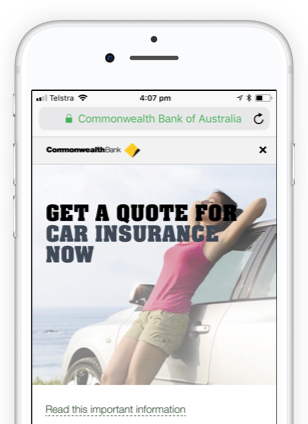 Telstra
4:07 pm
Commonwealth Bank of Australia
CommonwealthBank
GET A QUOTE FOR
CAR INSURANCE
NOW
Read this important information